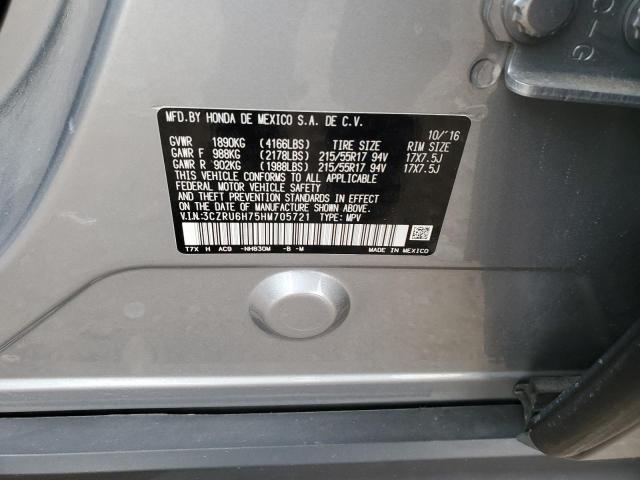 MFD.BY HONDA DE MEXICO S.A. DE C.V.
10/'16
GVWR 1890KG (4166LBS) TIRE SIZE RIM SIZE
GAWR F 988KG (2178LBS) 215/55R17 94V 17X7.5J
GAWR R 902KG (1988LBS) 215/55R17 94V 17X7.5J
THIS VEHICLE CONFORMS TO ALL APPLICABLE
FEDERAL MOTOR VEHICLE SAFETY, BUMPER,
AND THEFT PREVENTION STANDARDS IN EFFECT ON
THE DATE OF MANUFACTURE SHOWN ABOVE.
V.I.N:3CZRU6H75HM705721 TYPE: MPV
T7X H AC9 -NH830M -B -M MADE IN MEXICO